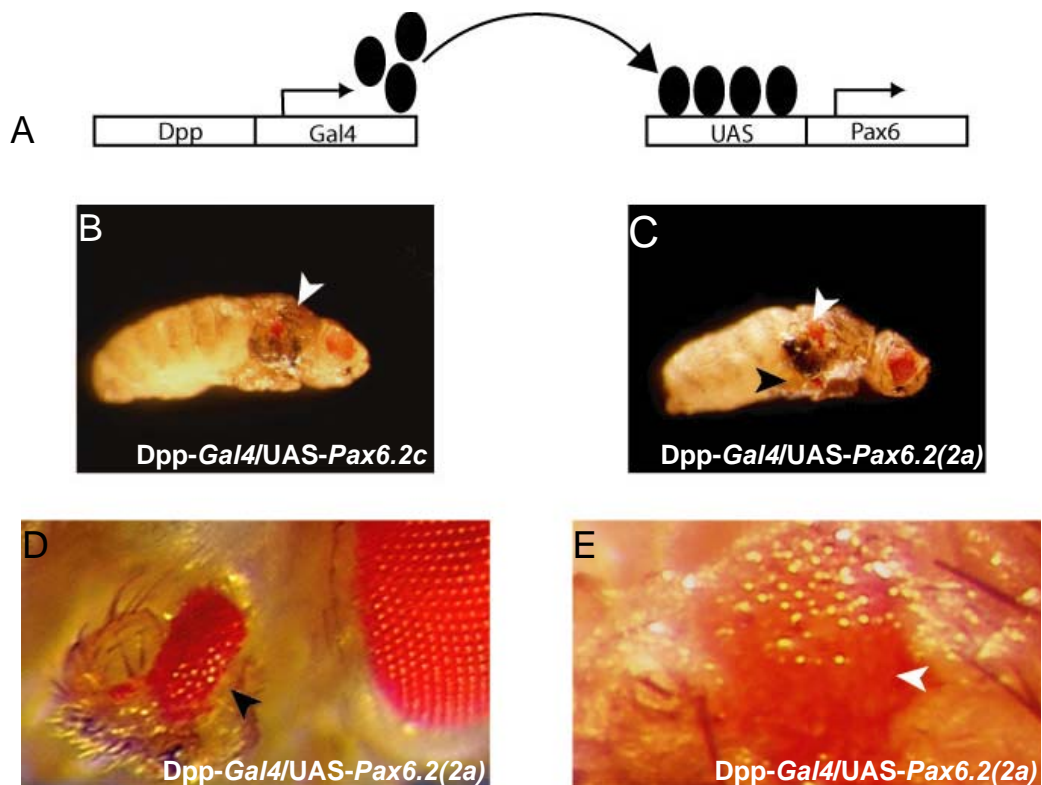 A
Dpp Gal4 UAS Pax6
B
Dpp-Gal4/UAS-Pax6.2c
C
Dpp-Gal4/UAS-Pax6.2(2a)
D
Dpp-Gal4/UAS-Pax6.2(2a)
E
Dpp-Gal4/UAS-Pax6.2(2a)